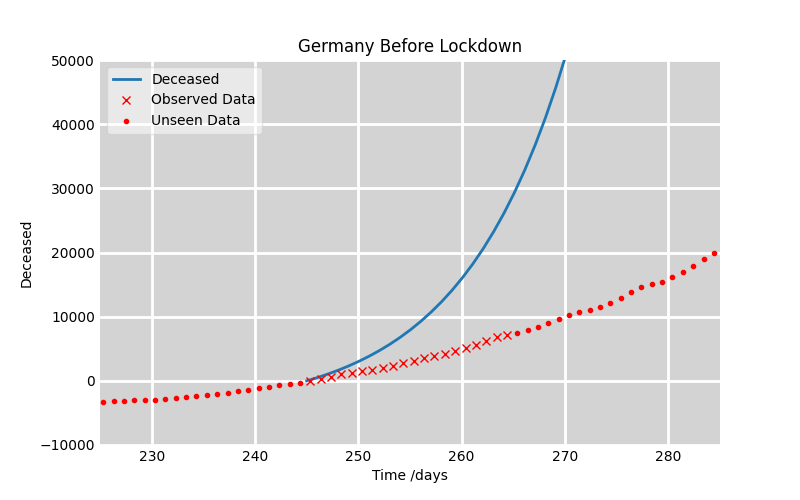 Germany Before Lockdown
50000
40000
30000
20000
10000
0
−10000
Deceased
Deceased
Observed Data
Unseen Data
230 240 250 260 270 280
Time /days